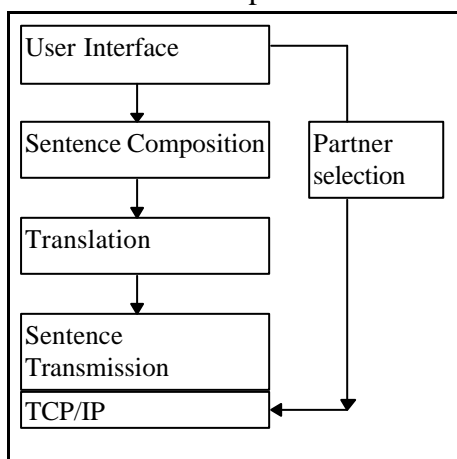 User Interface
Sentence Composition
Partner
selection
Translation
Sentence
Transmission
TCP/IP